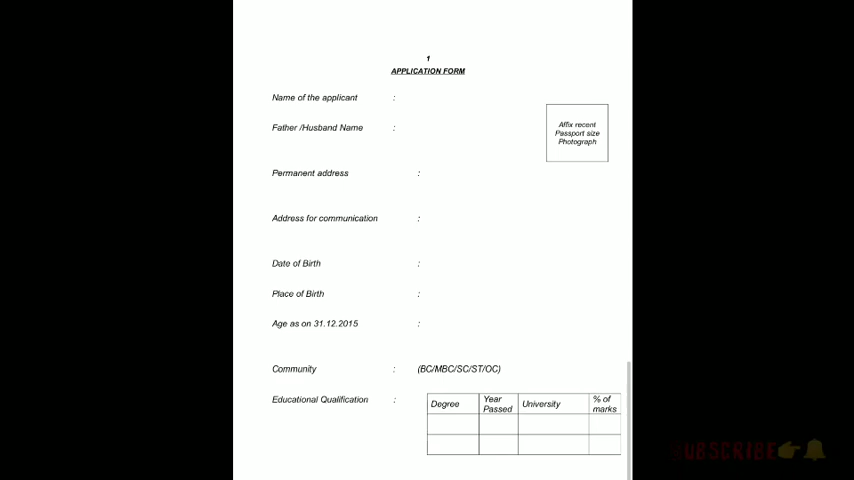 1
APPLICATION FORM
Name of the applicant :
Affix recent
Passport size
Photograph
Father /Husband Name :
Permanent address :
Address for communication :
Date of Birth :
Place of Birth :
Age as on 31.12.2015 :
Community : (BC/MBC/SC/ST/OC)
Educational Qualification :
Degree Year Passed University % of marks
SUBSCRIBE